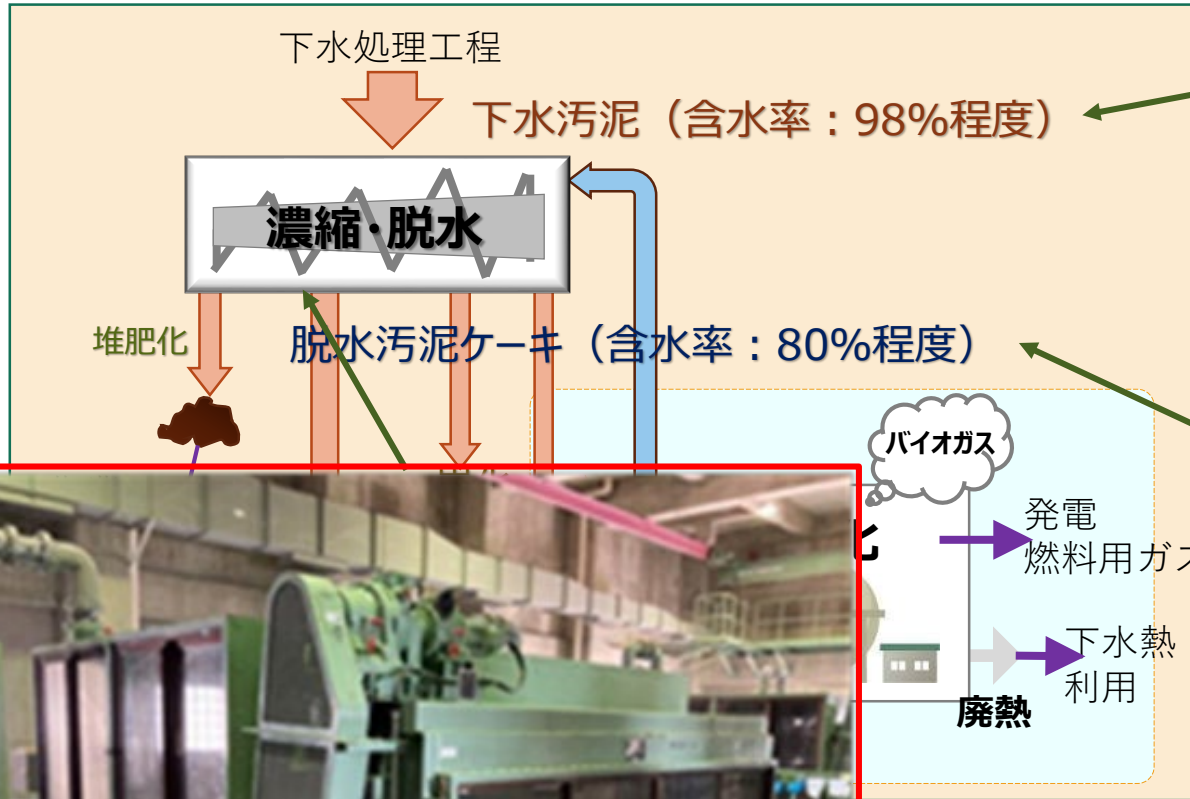 下水処理工程
下水汚泥（含水率：98%程度）
濃縮・脱水
堆肥化
脱水汚泥ケーキ（含水率：80%程度）
バイオガス
化
発電
燃料用ガス
下水熱
利用
廃熱